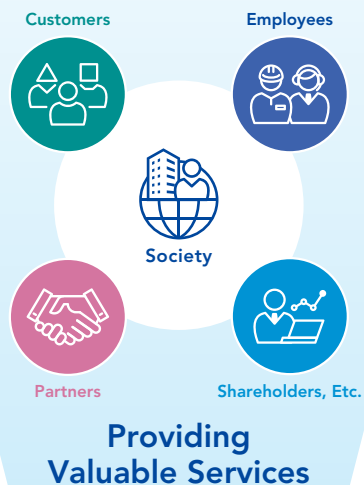 Customers
Employees
Society
Partners
Shareholders, Etc.
Providing
Valuable Services